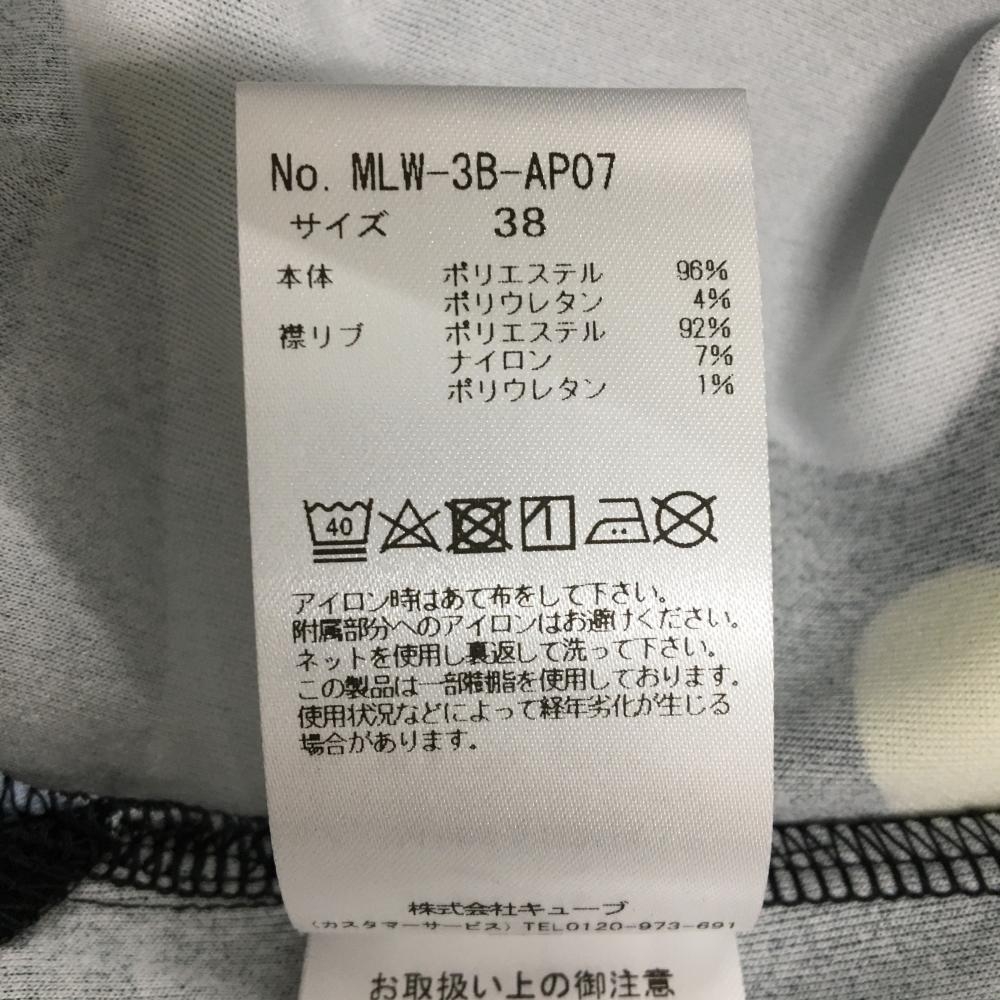 No. MLW-3B-AP07
サイズ 38
本体 ポリエステル 96%
ポリウレタン 4%
襟リブ ポリエステル 92%
ナイロン 7%
ポリウレタン 1%
40
アイロン時はあて布をして下さい。
附属部分へのアイロンはお避けください。
ネットを使用し裏返して洗って下さい。
この製品は一部樹脂を使用しております。
使用状況などによって経年劣化が生じる
場合があります。
株式会社キューブ
(カスタマーサービス) TEL0120-973-691
お取扱い上の御注意